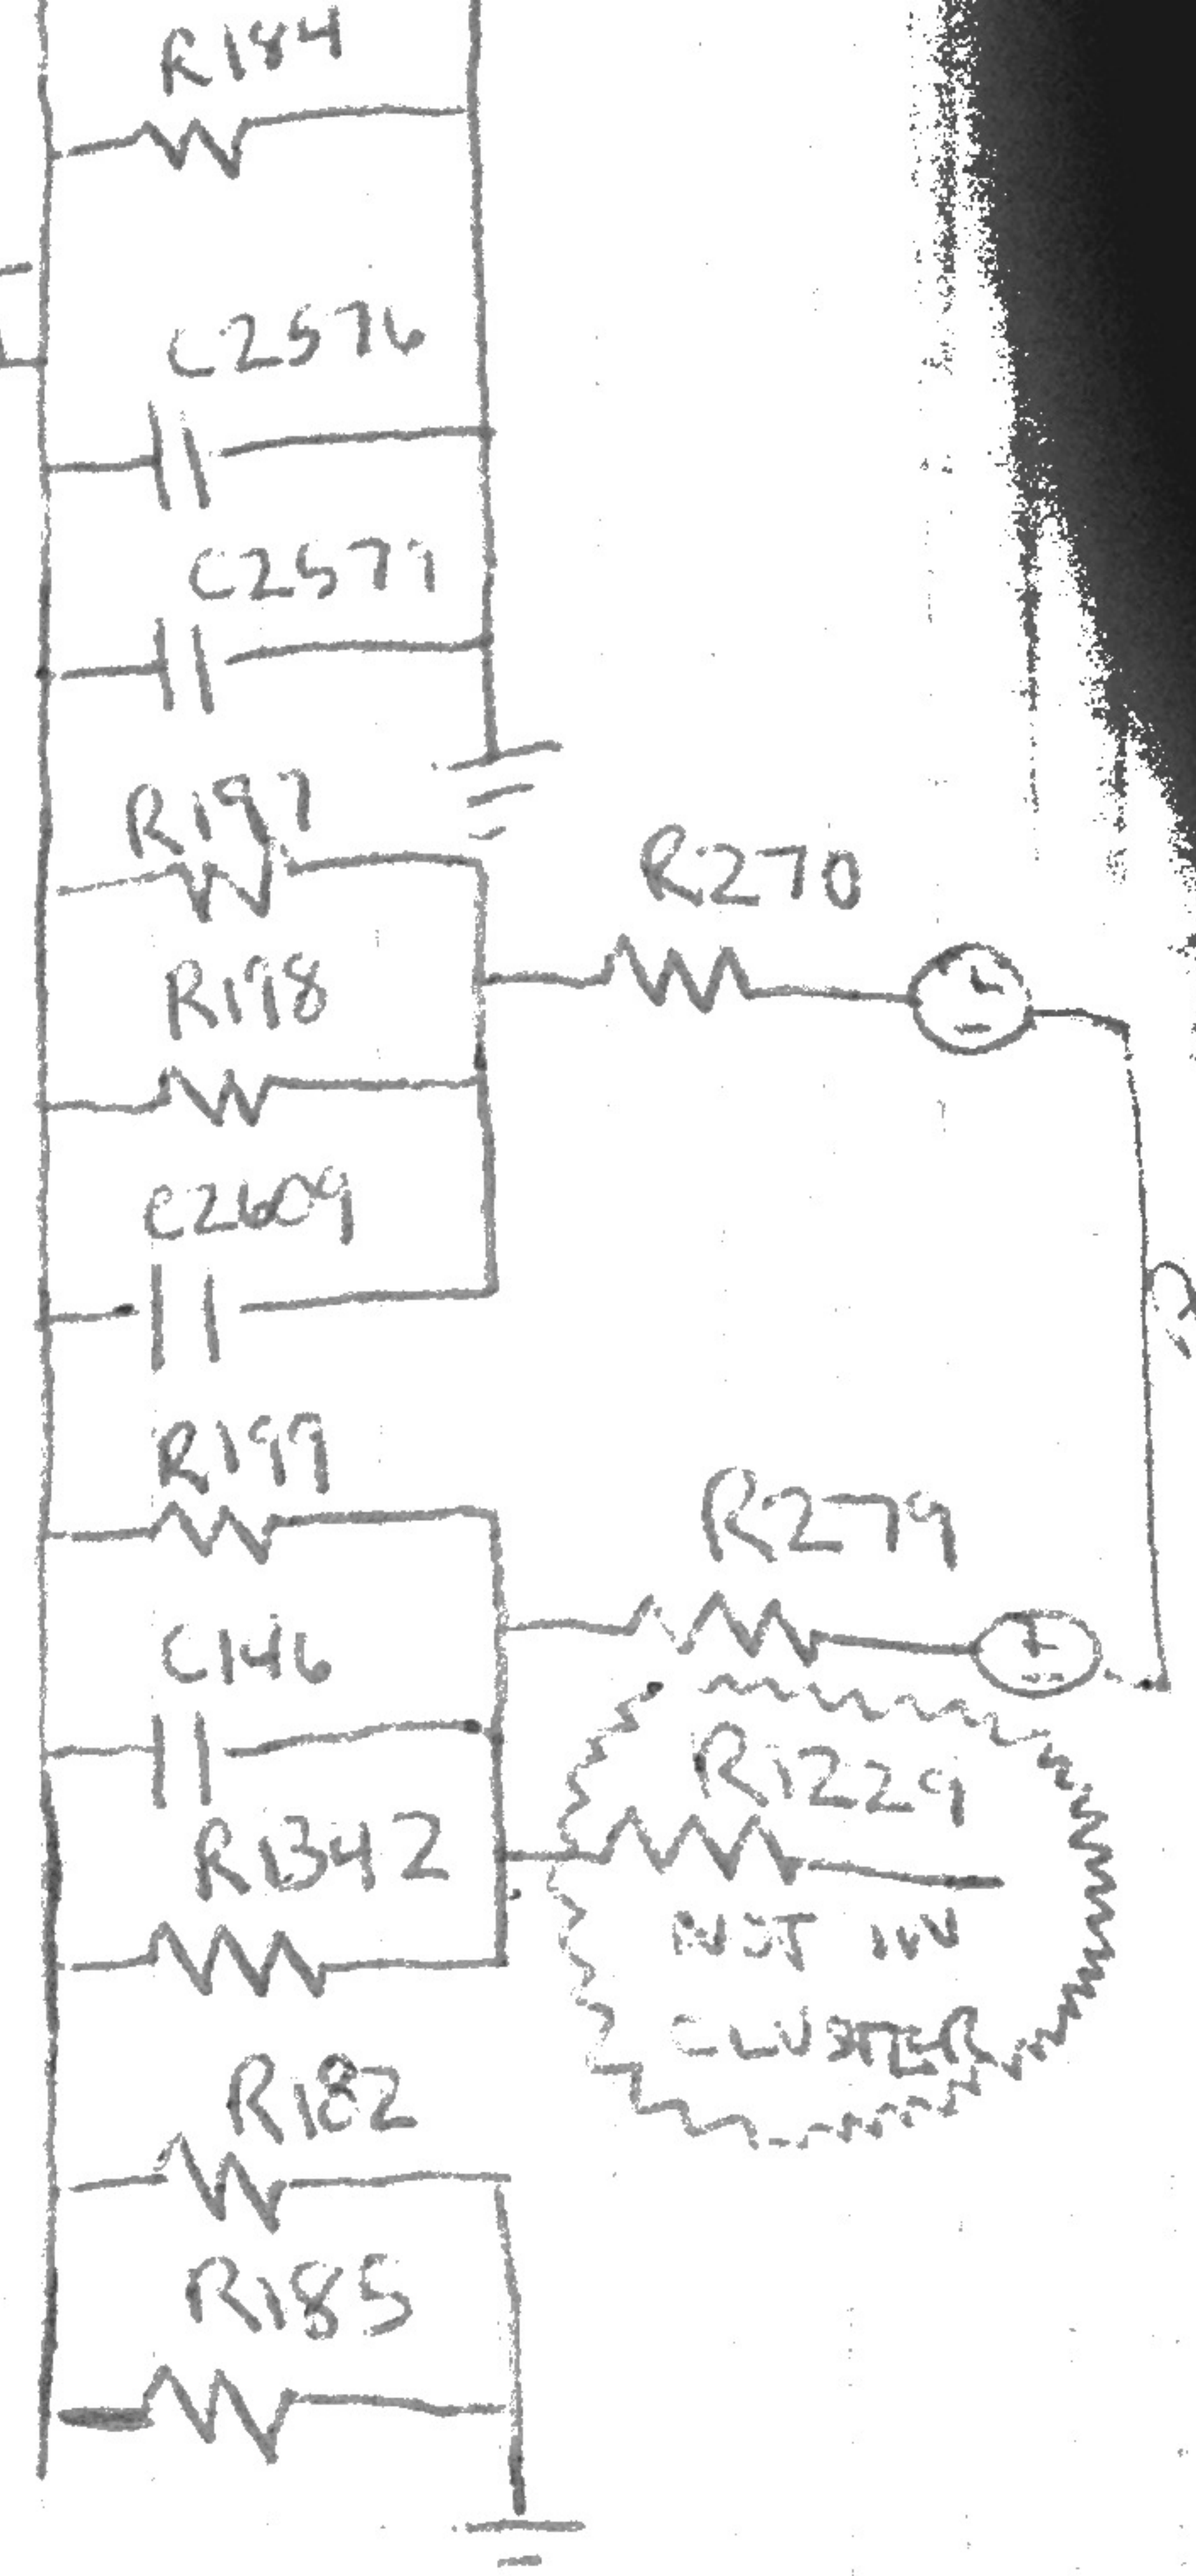 R184
C2576
C2577
R197
R270
R198
C2609
R199
R279
C146
R1229
R1342
NOT IN
CLUSTER
R182
R185